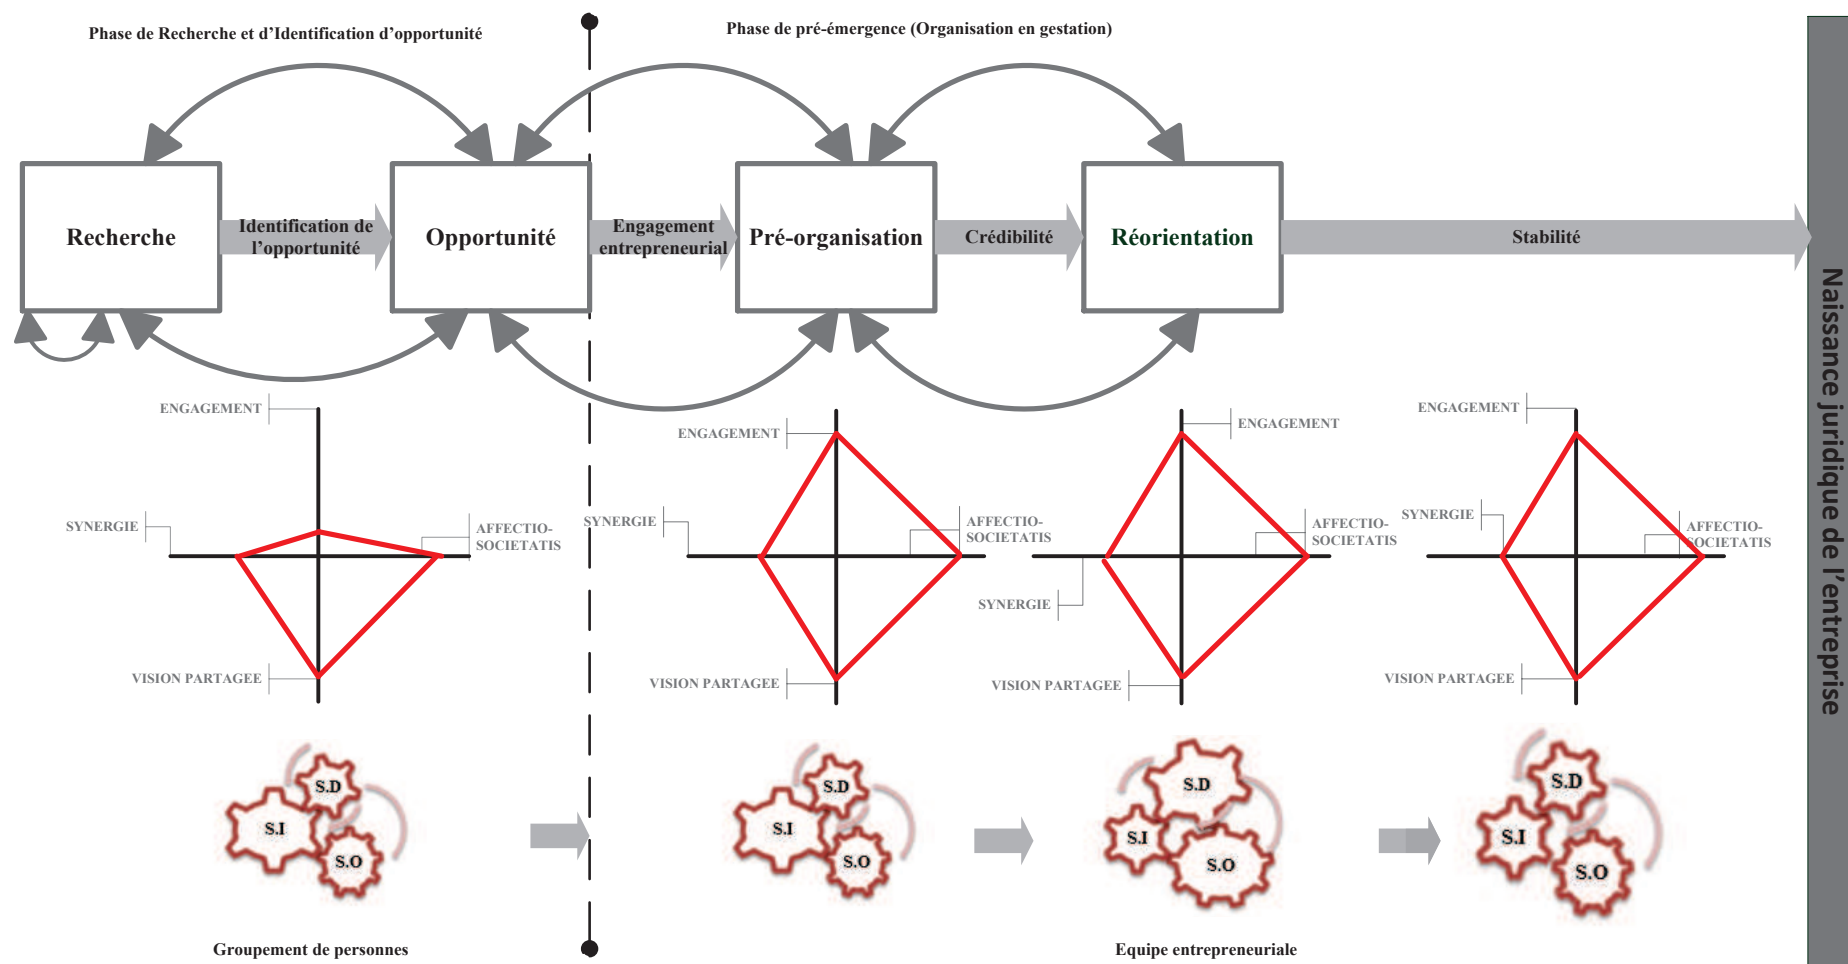 Phase de Recherche et d’Identification d’opportunité
Phase de pré-émergence (Organisation en gestation)
Recherche
Identification de
l’opportunité
Opportunité
Engagement
entrepreneurial
Pré-organisation
Crédibilité
Réorientation
Stabilité
Naissance juridique de l’entreprise
ENGAGEMENT
SYNERGIE
AFFECTIO-
SOCIETATIS
VISION PARTAGEE
ENGAGEMENT
SYNERGIE
AFFECTIO-
SOCIETATIS
VISION PARTAGEE
ENGAGEMENT
AFFECTIO-
SOCIETATIS
SYNERGIE
VISION PARTAGEE
ENGAGEMENT
SYNERGIE
AFFECTIO-
SOCIETATIS
VISION PARTAGEE
S.D
S.I
S.O
S.D
S.I
S.O
S.D
S.I
S.O
S.D
S.I
S.O
Groupement de personnes
Equipe entrepreneuriale